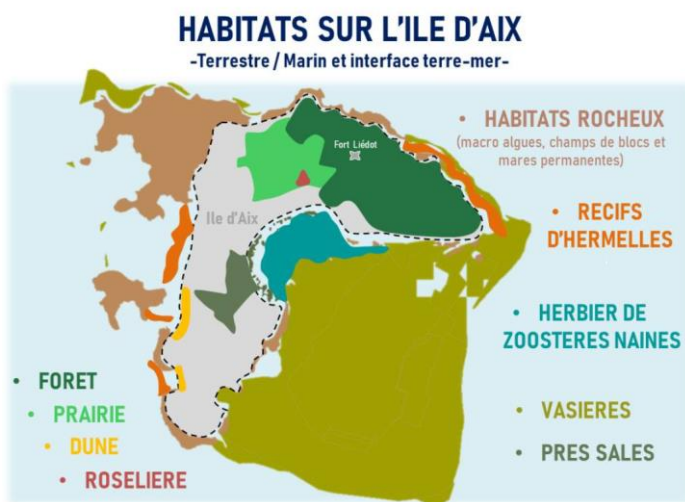 HABITATS SUR L'ILE D'AIX
-Terrestre / Marin et interface terre-mer-
• HABITATS ROCHEUX
(macro algues, champs de blocs et
mares permanentes)
Fort Liédot
Ile d'Aix
• RECIFS
D'HERMELLES
• HERBIER DE
ZOOSTERES NAINES
• FORET
• PRAIRIE
• DUNE
• ROSELIERE
• VASIERES
• PRES SALES